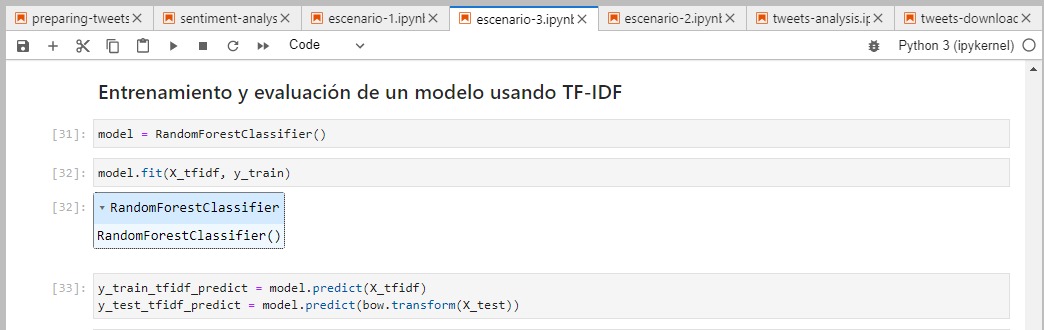 preparing-tweets
sentiment-analys
escenario-1.ipynb
escenario-3.ipynb
escenario-2.ipynb
tweets-analysis.ip
tweets-download
Code
Python 3 (ipykernel)
Entrenamiento y evaluación de un modelo usando TF-IDF
[31]: model = RandomForestClassifier()
[32]: model.fit(X_tfidf, y_train)
[32]: RandomForestClassifier
RandomForestClassifier()
[33]: y_train_tfidf_predict = model.predict(X_tfidf)
y_test_tfidf_predict = model.predict(bow.transform(X_test))